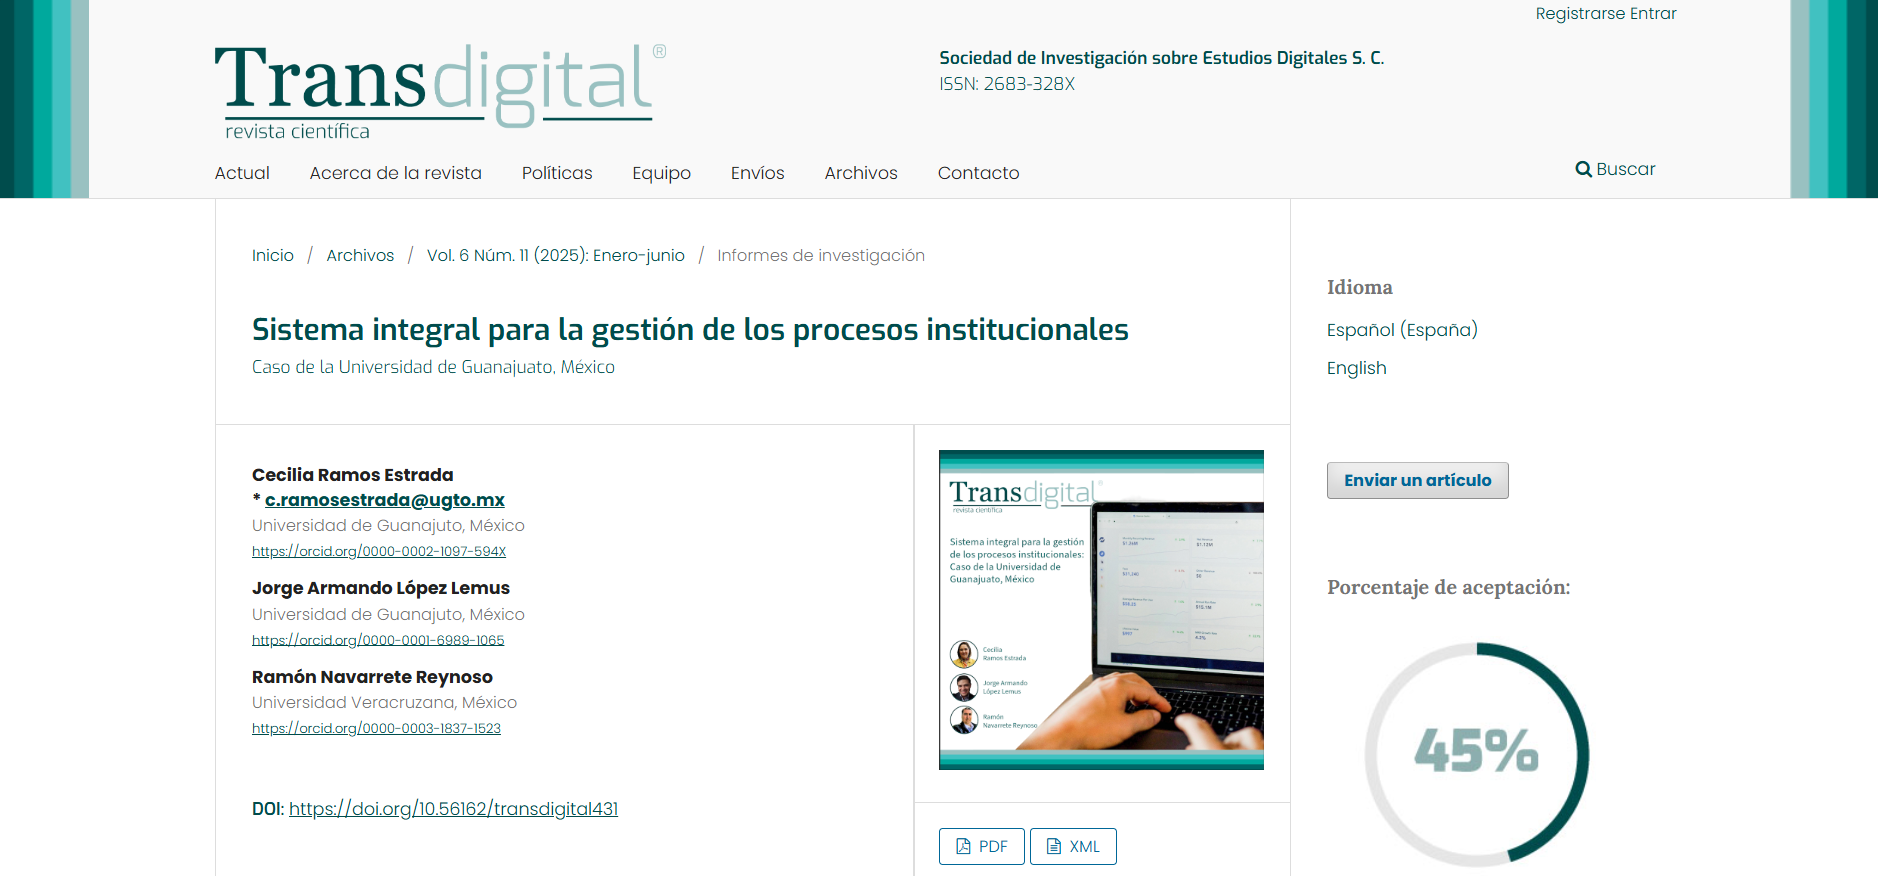 Registrarse Entrar
Transdigital®
revista científica
Sociedad de Investigación sobre Estudios Digitales S. C.
ISSN: 2683-328X
Actual Acerca de la revista Políticas Equipo Envíos Archivos Contacto
Buscar
Inicio / Archivos / Vol. 6 Núm. 11 (2025): Enero-junio / Informes de investigación
Sistema integral para la gestión de los procesos institucionales
Caso de la Universidad de Guanajuato, México
Cecilia Ramos Estrada
* c.ramosestrada@ugto.mx
Universidad de Guanajuto, México
https://orcid.org/0000-0002-1097-594X
Jorge Armando López Lemus
Universidad de Guanajuto, México
https://orcid.org/0000-0001-6989-1065
Ramón Navarrete Reynoso
Universidad Veracruzana, México
https://orcid.org/0000-0003-1837-1523
DOI: https://doi.org/10.56162/transdigital431
Transdigital®
revista científica
Sistema integral para la gestión
de los procesos institucionales:
Caso de la Universidad de
Guanajuato, México
Cecilia
Ramos Estrada
Jorge Armando
López Lemus
Ramón
Navarrete Reynoso
PDF
XML
Idioma
Español (España)
English
Enviar un artículo
Porcentaje de aceptación:
45%